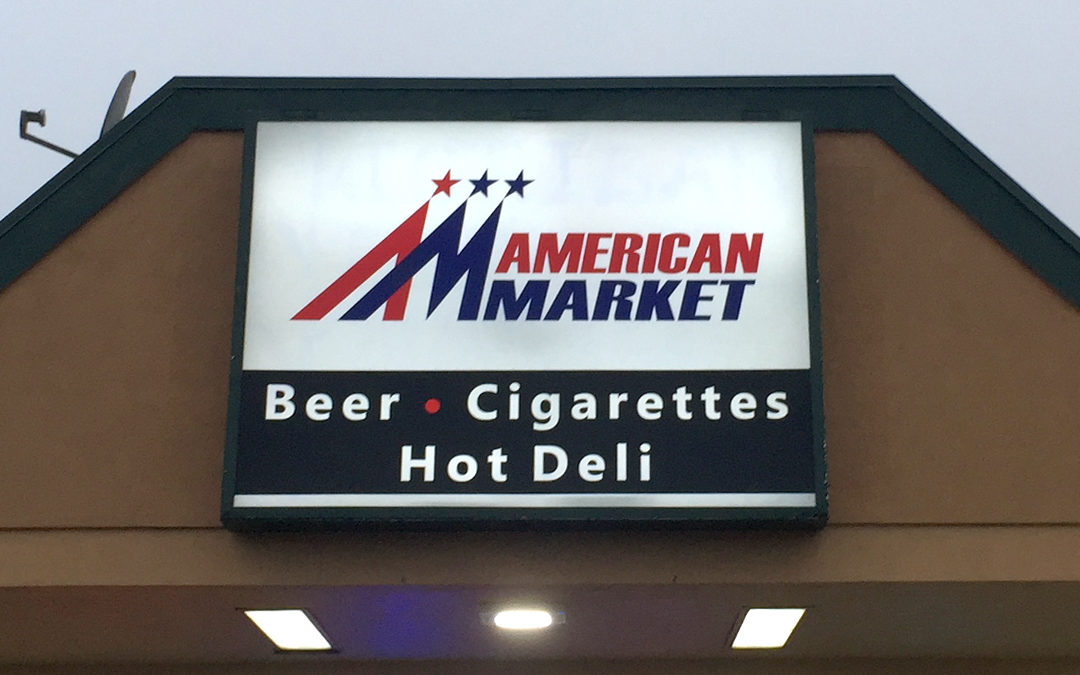 AMERICAN
MARKET
Beer • Cigarettes
Hot Deli